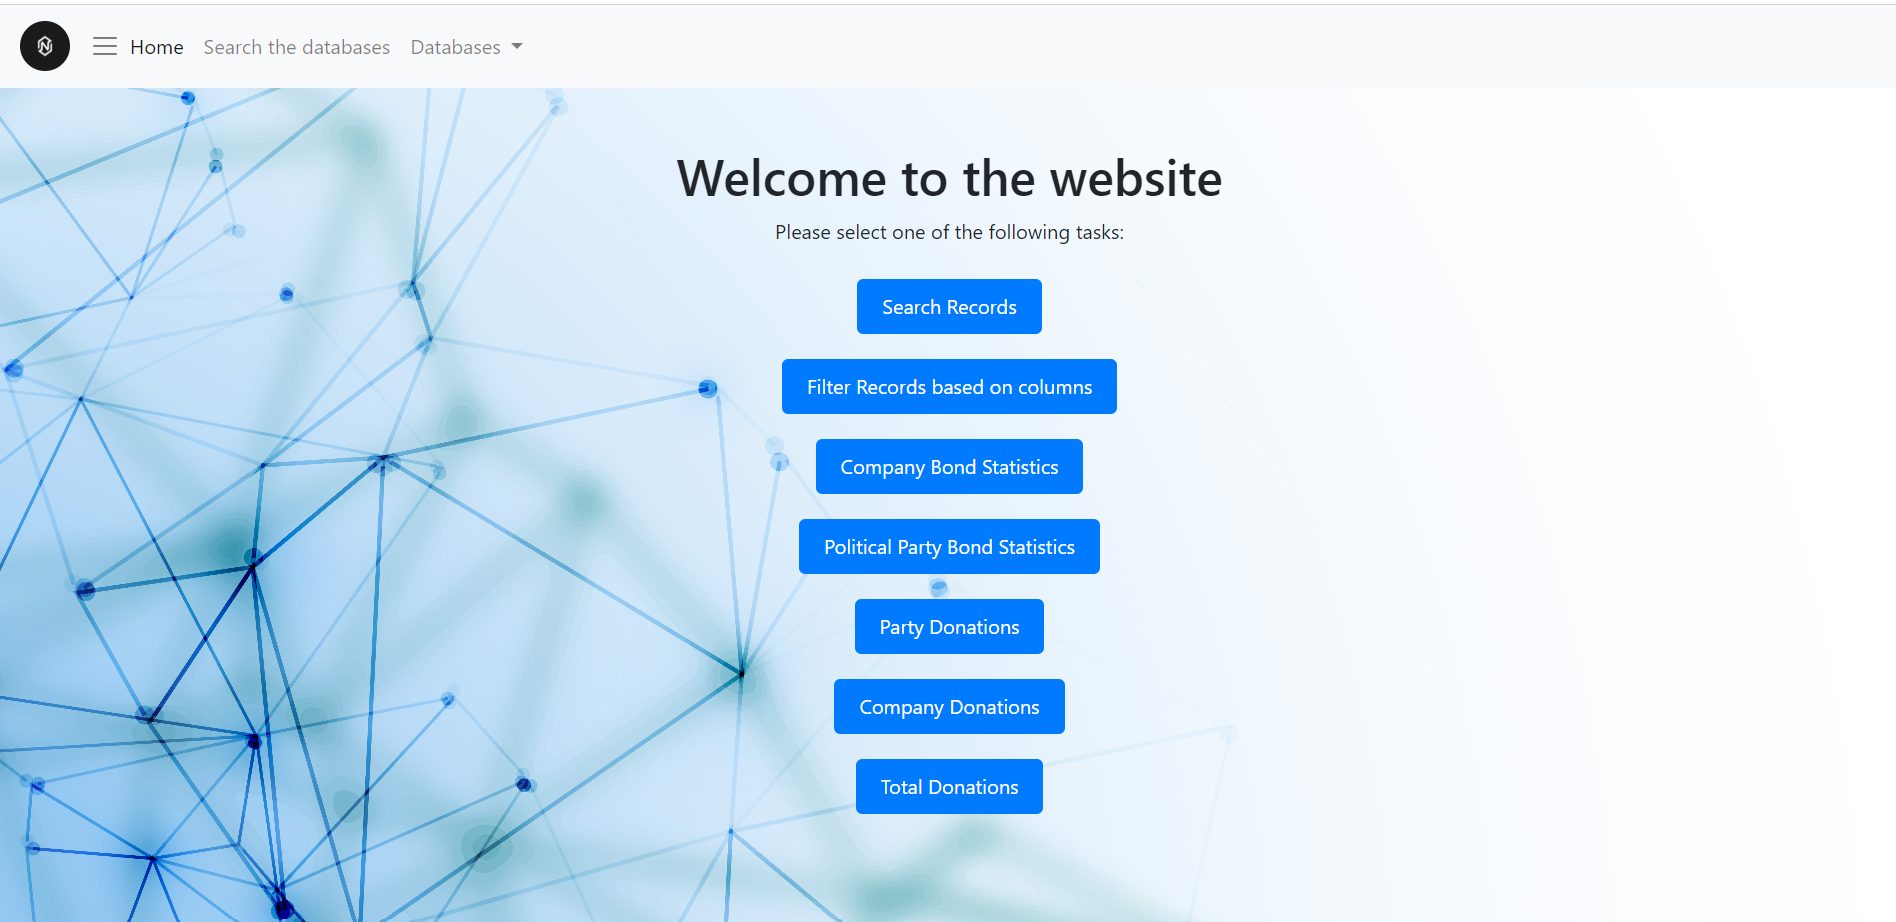 Home Search the databases Databases
Welcome to the website
Please select one of the following tasks:
Search Records
Filter Records based on columns
Company Bond Statistics
Political Party Bond Statistics
Party Donations
Company Donations
Total Donations